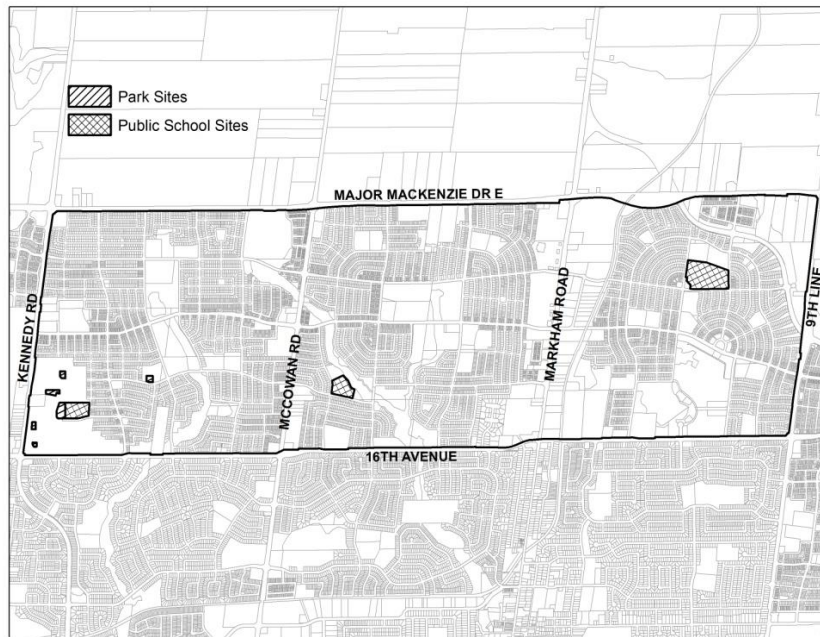 Park Sites
Public School Sites
MAJOR MACKENZIE DR E
KENNEDY RD
MCCOWAN RD
MARKHAM ROAD
9TH LINE
16TH AVENUE